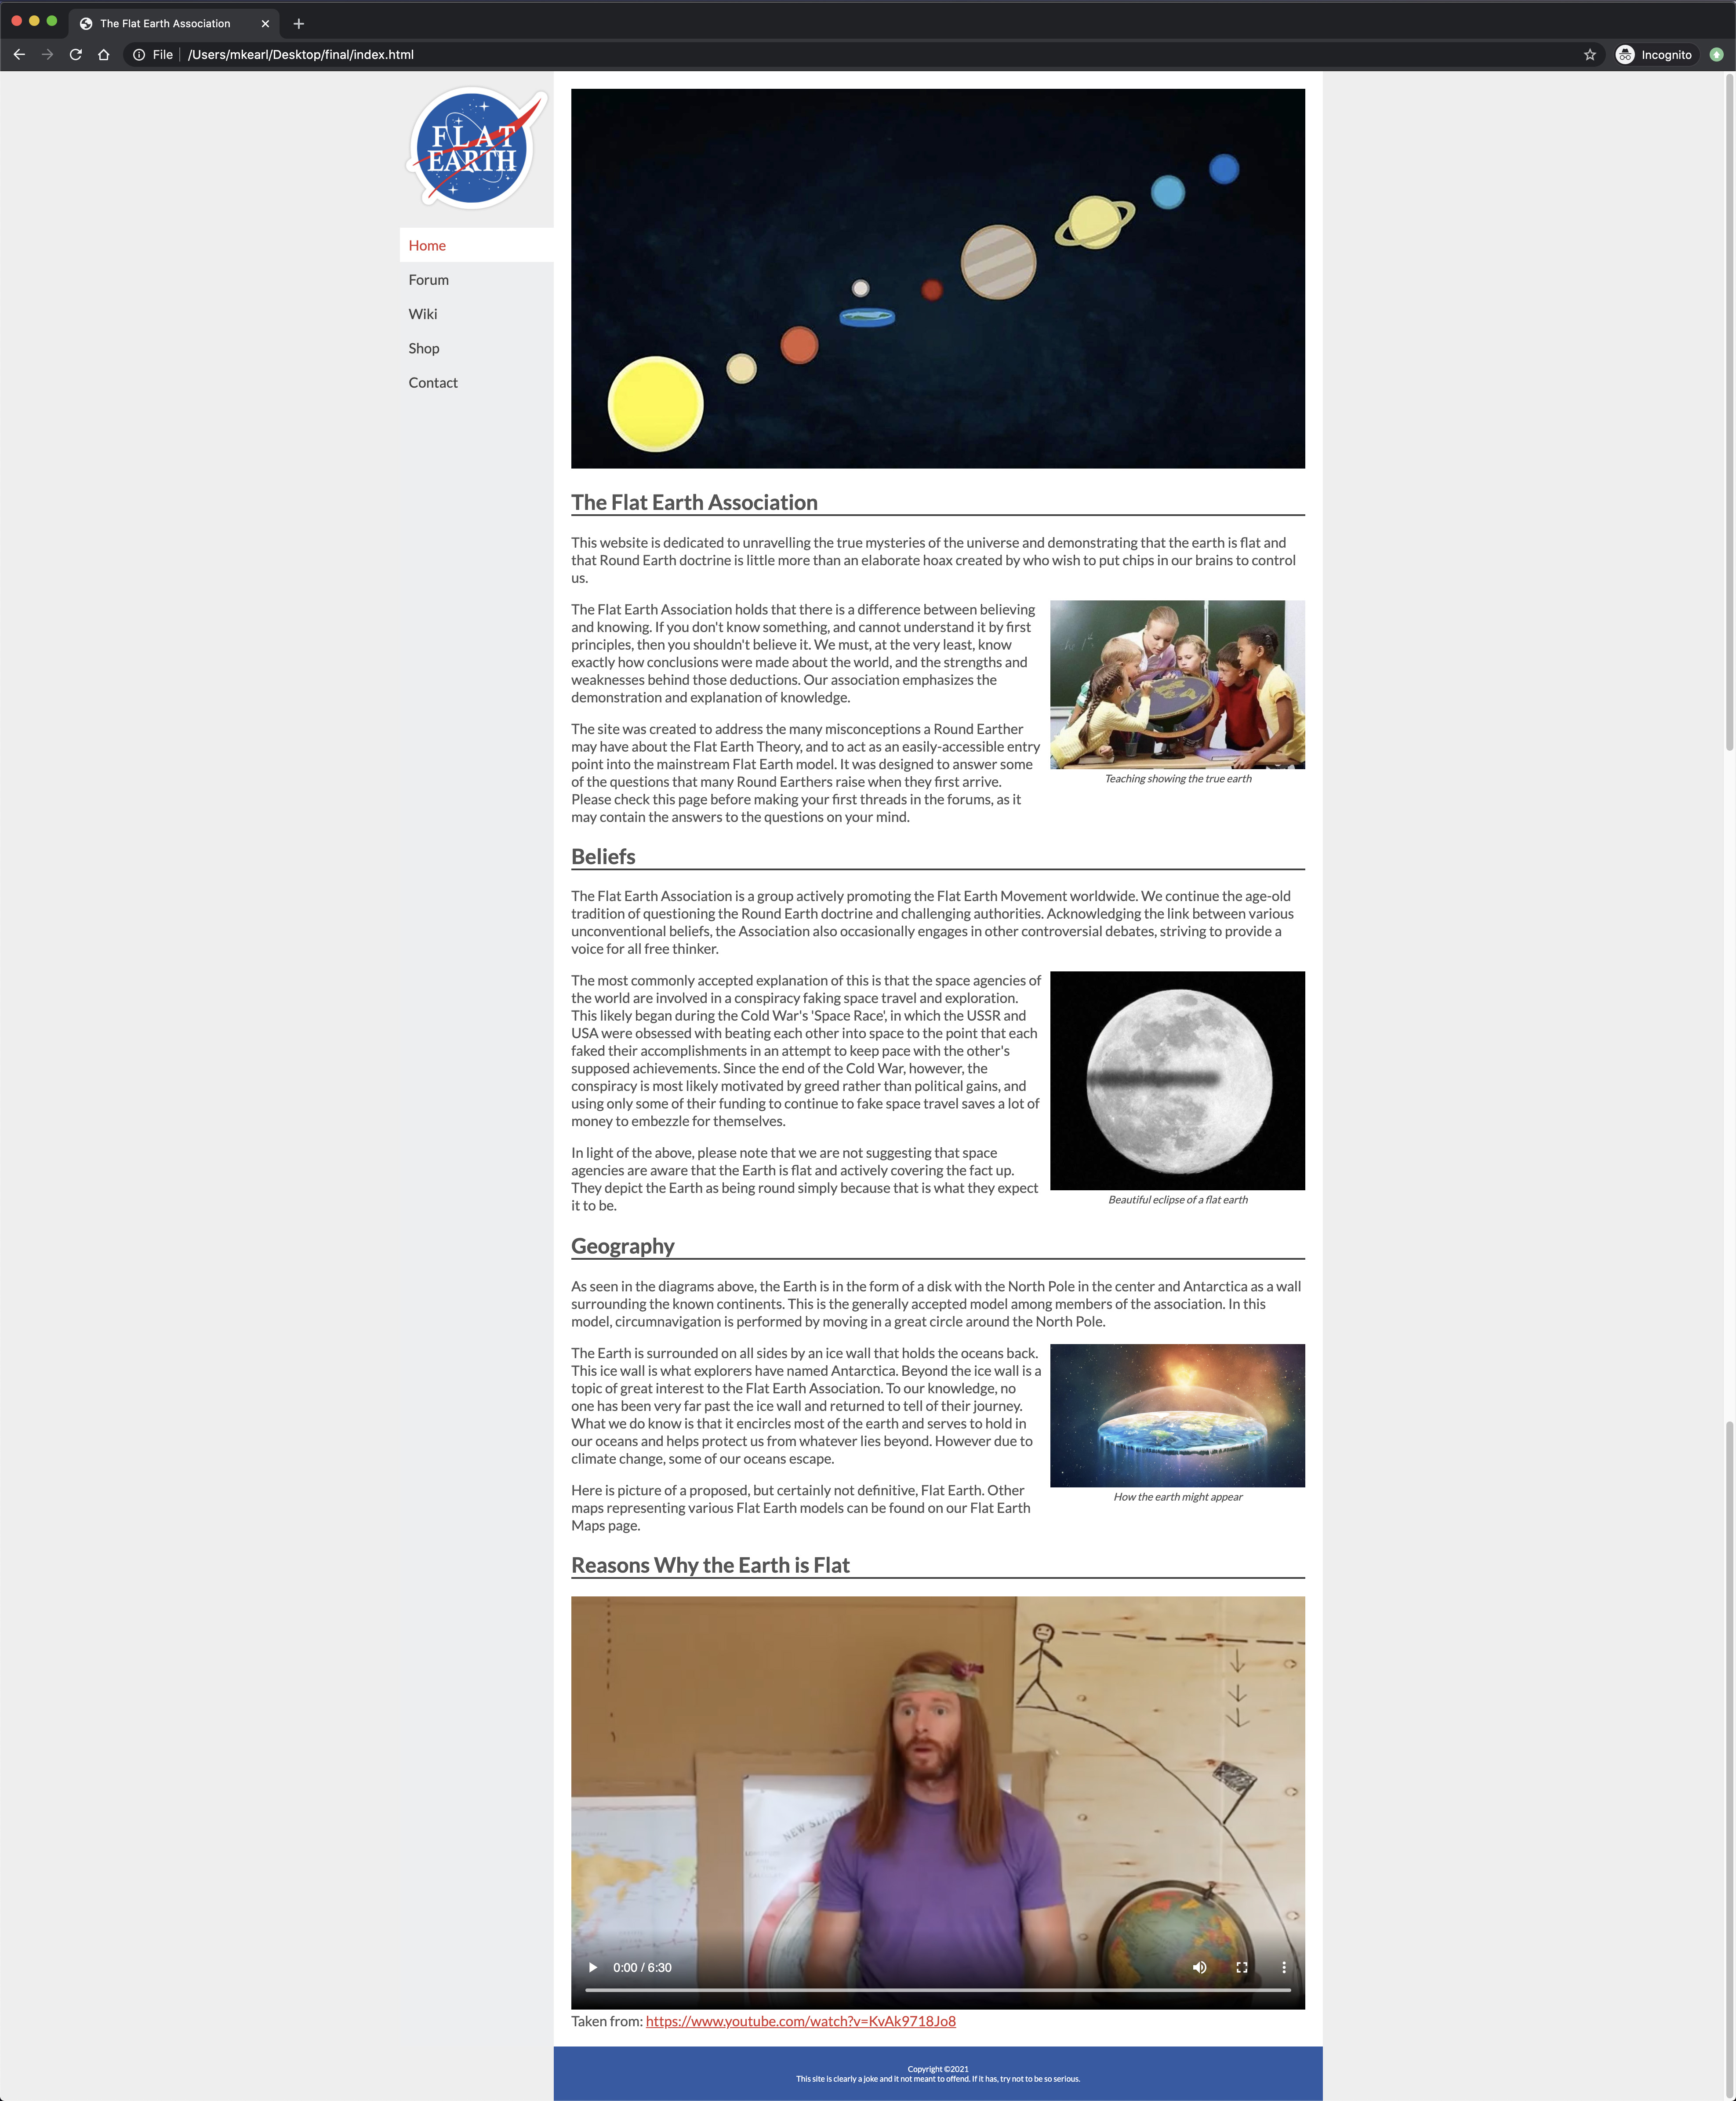 The Flat Earth Association
File | /Users/mkearl/Desktop/final/index.html
Incognito
FLAT
EARTH
Home
Forum
Wiki
Shop
Contact
The Flat Earth Association
This website is dedicated to unravelling the true mysteries of the universe and demonstrating that the earth is flat and
that Round Earth doctrine is little more than an elaborate hoax created by who wish to put chips in our brains to control
us.
The Flat Earth Association holds that there is a difference between believing
and knowing. If you don't know something, and cannot understand it by first
principles, then you shouldn't believe it. We must, at the very least, know
exactly how conclusions were made about the world, and the strengths and
weaknesses behind those deductions. Our association emphasizes the
demonstration and explanation of knowledge.
The site was created to address the many misconceptions a Round Earther
may have about the Flat Earth Theory, and to act as an easily-accessible entry
point into the mainstream Flat Earth model. It was designed to answer some
of the questions that many Round Earthers raise when they first arrive.
Please check this page before making your first threads in the forums, as it
may contain the answers to the questions on your mind.
Teaching showing the true earth
Beliefs
The Flat Earth Association is a group actively promoting the Flat Earth Movement worldwide. We continue the age-old
tradition of questioning the Round Earth doctrine and challenging authorities. Acknowledging the link between various
unconventional beliefs, the Association also occasionally engages in other controversial debates, striving to provide a
voice for all free thinker.
The most commonly accepted explanation of this is that the space agencies of
the world are involved in a conspiracy faking space travel and exploration.
This likely began during the Cold War's 'Space Race', in which the USSR and
USA were obsessed with beating each other into space to the point that each
faked their accomplishments in an attempt to keep pace with the other's
supposed achievements. Since the end of the Cold War, however, the
conspiracy is most likely motivated by greed rather than political gains, and
using only some of their funding to continue to fake space travel saves a lot of
money to embezzle for themselves.
In light of the above, please note that we are not suggesting that space
agencies are aware that the Earth is flat and actively covering the fact up.
They depict the Earth as being round simply because that is what they expect
it to be.
Beautiful eclipse of a flat earth
Geography
As seen in the diagrams above, the Earth is in the form of a disk with the North Pole in the center and Antarctica as a wall
surrounding the known continents. This is the generally accepted model among members of the association. In this
model, circumnavigation is performed by moving in a great circle around the North Pole.
The Earth is surrounded on all sides by an ice wall that holds the oceans back.
This ice wall is what explorers have named Antarctica. Beyond the ice wall is a
topic of great interest to the Flat Earth Association. To our knowledge, no
one has been very far past the ice wall and returned to tell of their journey.
What we do know is that it encircles most of the earth and serves to hold in
our oceans and helps protect us from whatever lies beyond. However due to
climate change, some of our oceans escape.
Here is picture of a proposed, but certainly not definitive, Flat Earth. Other
maps representing various Flat Earth models can be found on our Flat Earth
Maps page.
How the earth might appear
Reasons Why the Earth is Flat
NEW STAN
0:00 / 6:30
Taken from: https://www.youtube.com/watch?v=KvAk9718Jo8
Copyright ©2021
This site is clearly a joke and it not meant to offend. If it has, try not to be so serious.